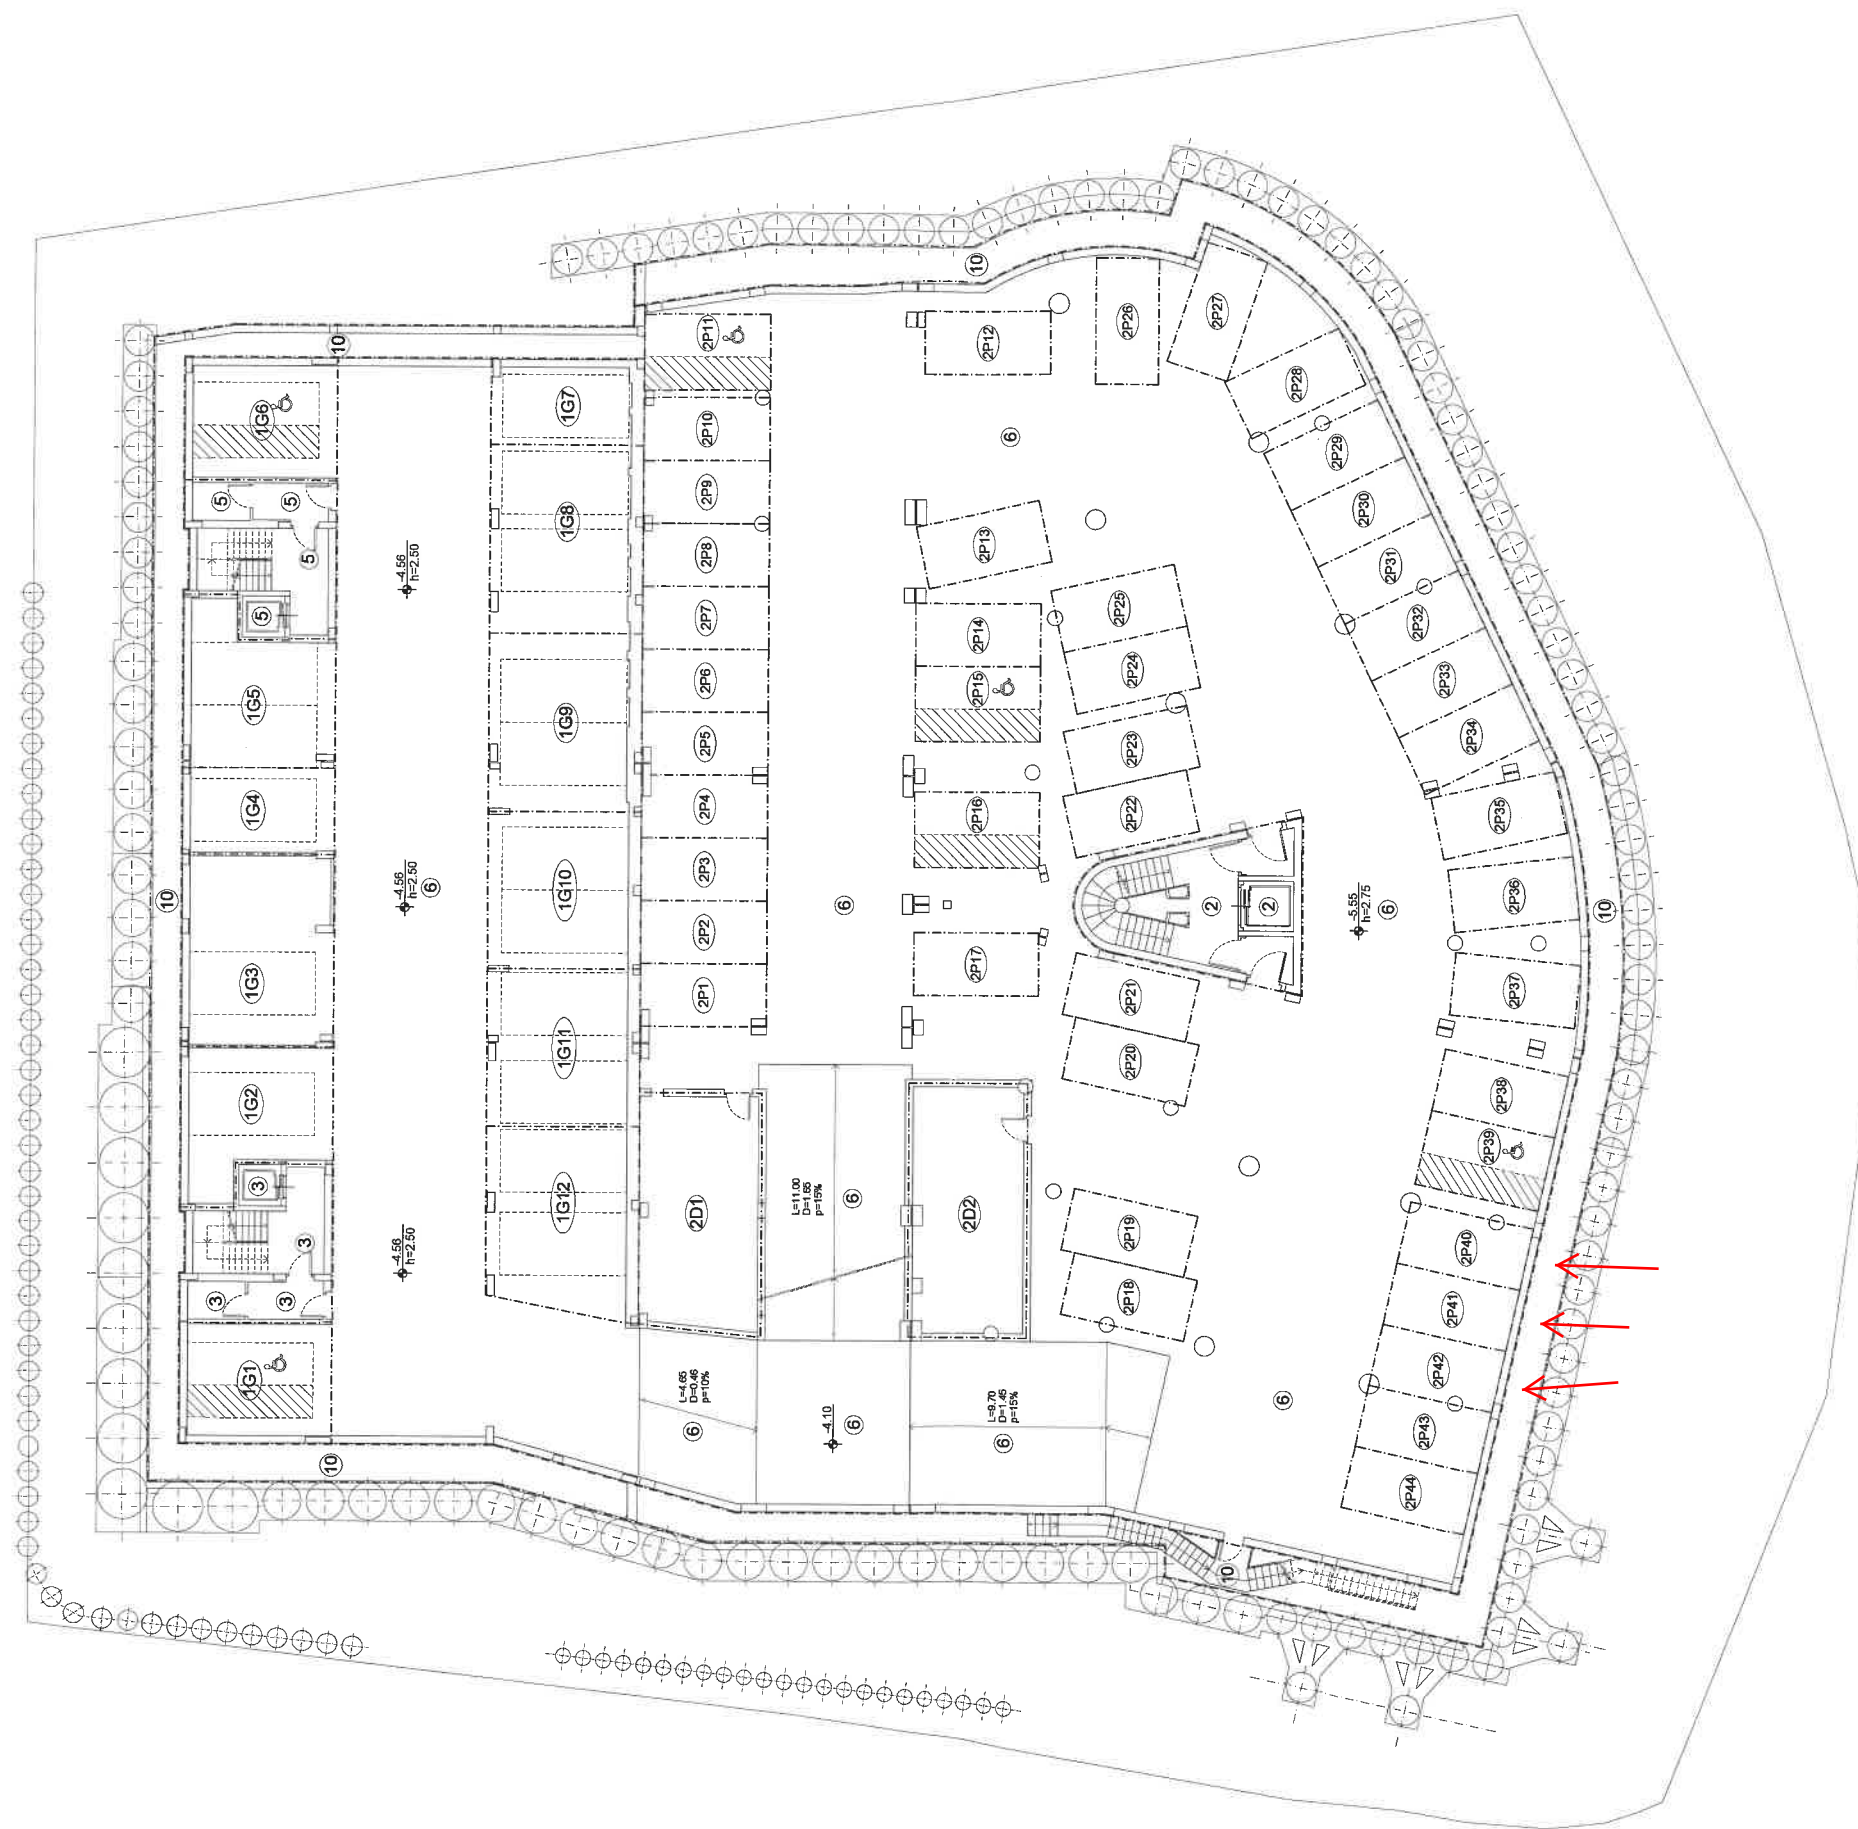 1G1
1G2
1G3
1G4
1G5
1G6
1G7
1G8
1G9
1G10
1G11
1G12
3
3
3
3
5
5
5
5
10
10
10
10
10
10
10
-4.56
h=2.50
-4.56
h=2.50
6
-4.56
h=2.50
2P1
2P2
2P3
2P4
2P5
2P6
2P7
2P8
2P9
2P10
2P11
2P12
2P13
2P14
2P15
2P16
2P17
2P18
2P19
2P20
2P21
2P22
2P23
2P24
2P25
2P26
2P27
2P28
2P29
2P30
2P31
2P32
2P33
2P34
2P35
2P36
2P37
2P38
2P39
2P40
2P41
2P42
2P43
2P44
2D1
2D2
L=11.00
D=1.65
p=15%
6
L=4.65
D=0.46
p=10%
6
-4.10
6
L=9.70
D=1.45
p=15%
6
6
6
6
2
2
-5.55
h=2.75
6